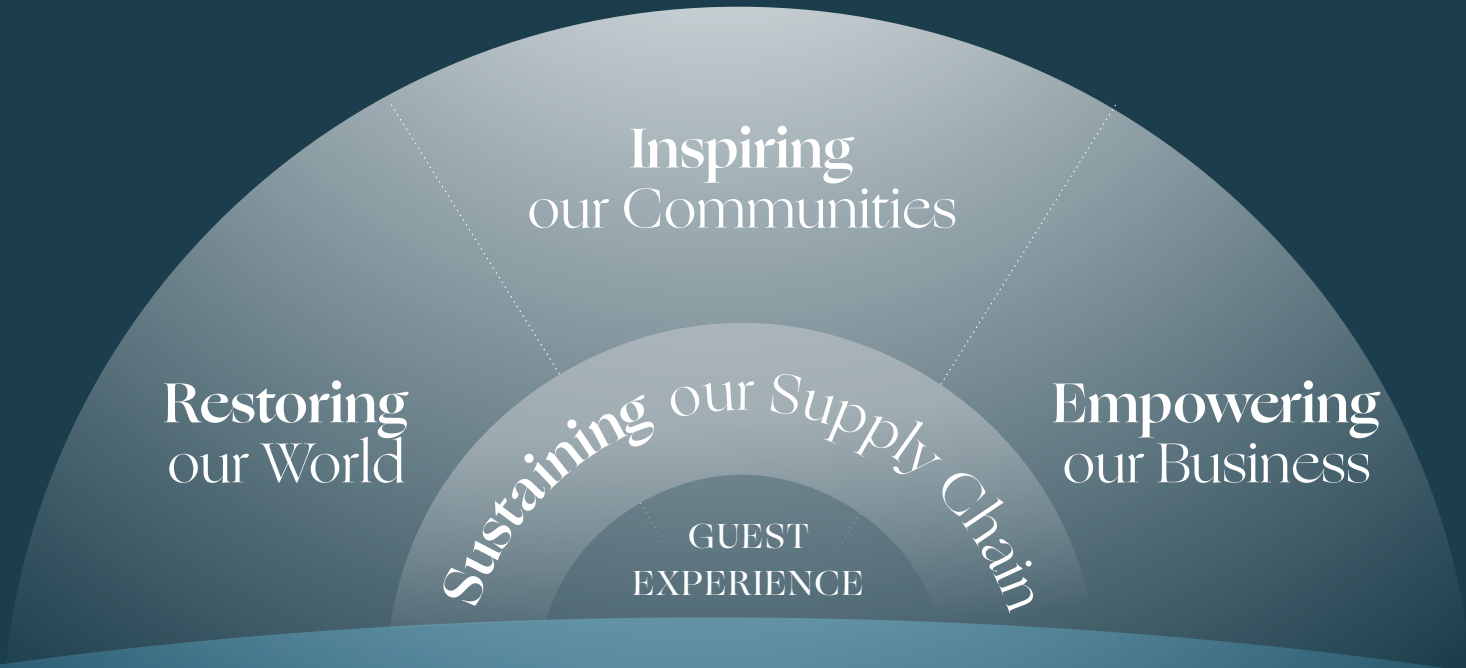 Inspiring
our Communities
Restoring
our World
Empowering
our Business
Sustaining our Supply Chain
GUEST
EXPERIENCE